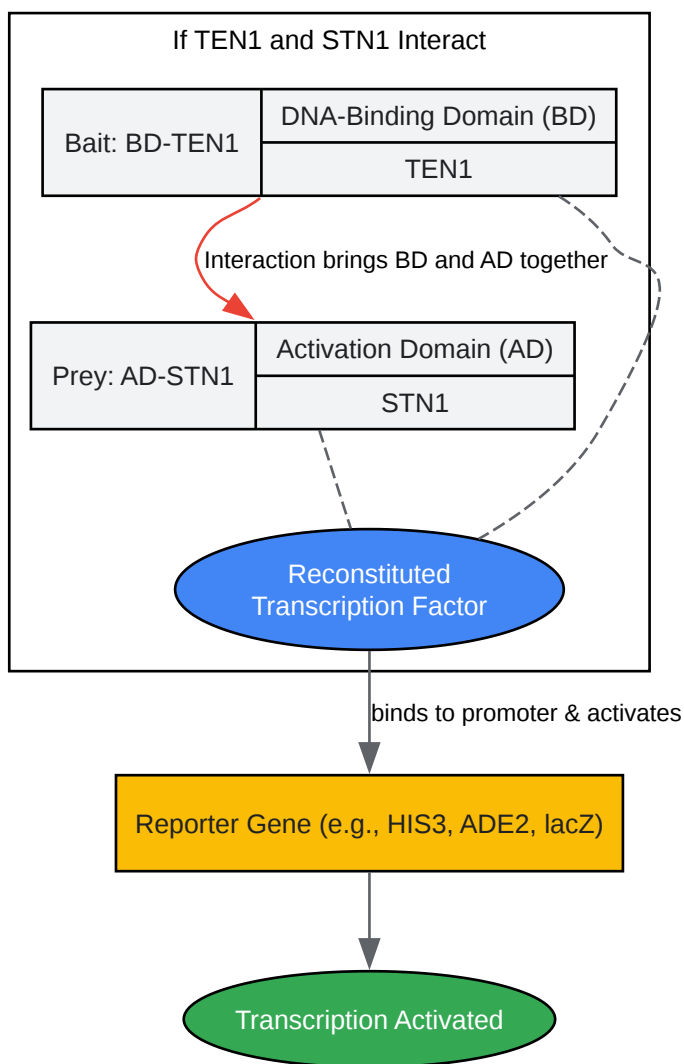 If TEN1 and STN1 Interact
Bait: BD-TEN1
DNA-Binding Domain (BD)
TEN1
Interaction brings BD and AD together
Prey: AD-STN1
Activation Domain (AD)
STN1
Reconstituted
Transcription Factor
binds to promoter & activates
Reporter Gene (e.g., HIS3, ADE2, lacZ)
Transcription Activated